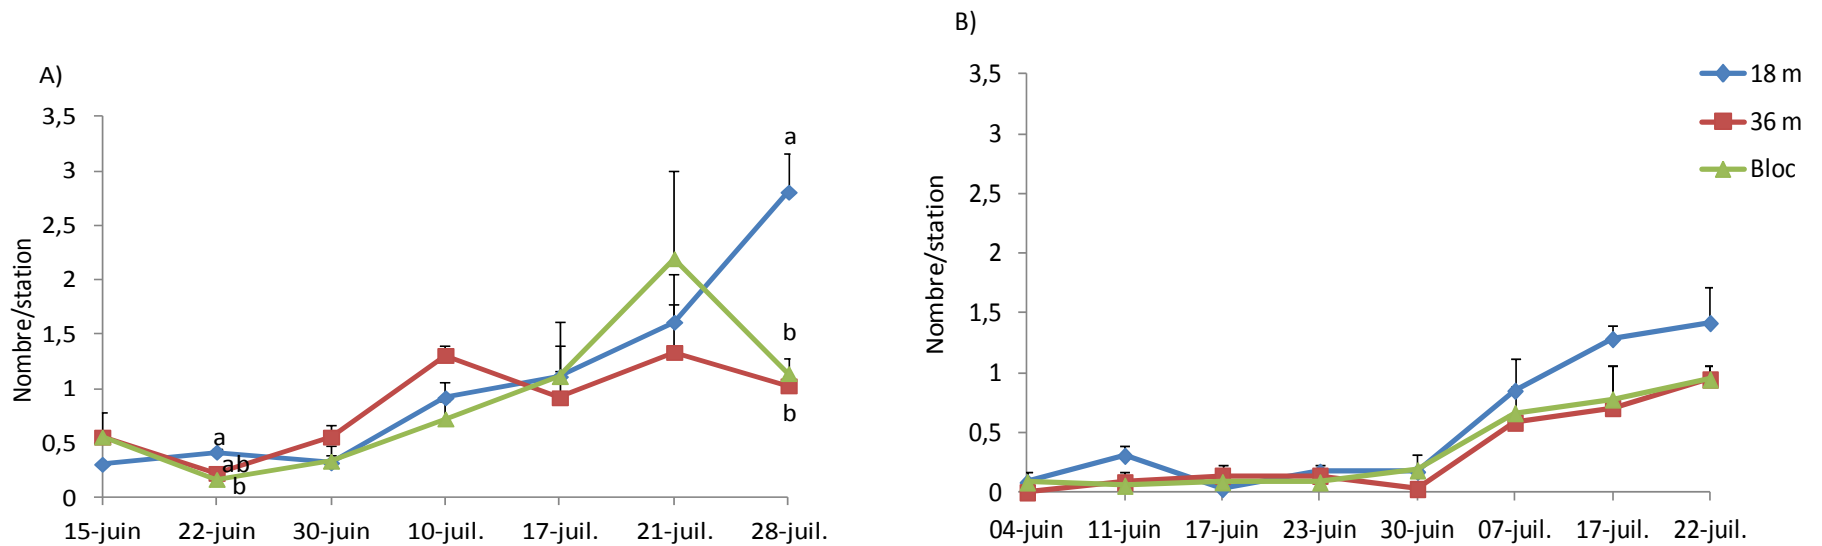 A)
Nombre/station
3,5
3
2,5
2
1,5
1
0,5
0
a
ab
b
a
b
b
15-juin 22-juin 30-juin 10-juil. 17-juil. 21-juil. 28-juil.
B)
Nombre/station
3,5
3
2,5
2
1,5
1
0,5
0
04-juin 11-juin 17-juin 23-juin 30-juin 07-juil. 17-juil. 22-juil.
18 m
36 m
Bloc